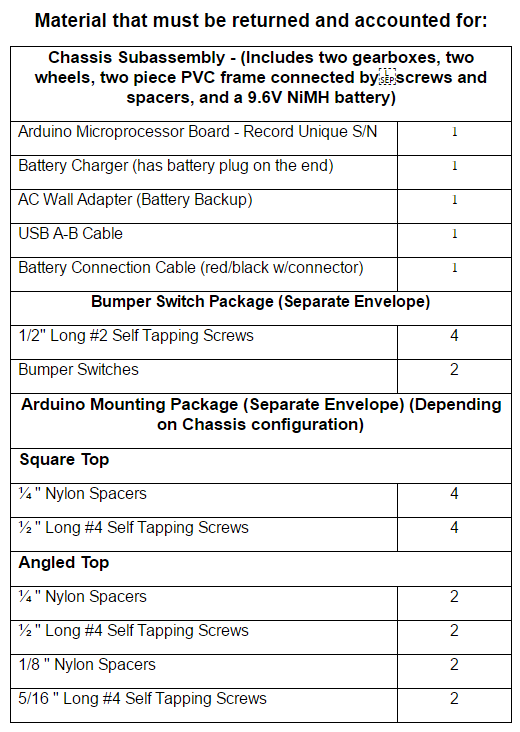 Material that must be returned and accounted for:
Chassis Subassembly - (Includes two gearboxes, two
wheels, two piece PVC frame connected by SEP screws and
spacers, and a 9.6V NiMH battery)
Arduino Microprocessor Board - Record Unique S/N 1
Battery Charger (has battery plug on the end) 1
AC Wall Adapter (Battery Backup) 1
USB A-B Cable 1
Battery Connection Cable (red/black w/connector) 1
Bumper Switch Package (Separate Envelope)
1/2" Long #2 Self Tapping Screws 4
Bumper Switches 2
Arduino Mounting Package (Separate Envelope) (Depending
on Chassis configuration)
Square Top
¼ " Nylon Spacers 4
½ " Long #4 Self Tapping Screws 4
Angled Top
¼ " Nylon Spacers 2
½ " Long #4 Self Tapping Screws 2
1/8 " Nylon Spacers 2
5/16 " Long #4 Self Tapping Screws 2